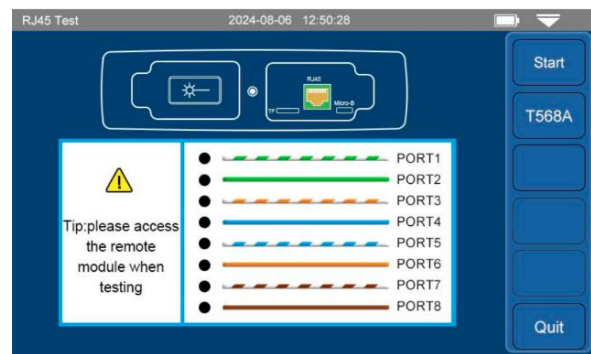 RJ45 Test
2024-08-06 12:50:28
RJ45
TF
Micro-B
Start
T568A
Tip:please access
the remote
module when
testing
PORT1
PORT2
PORT3
PORT4
PORT5
PORT6
PORT7
PORT8
Quit